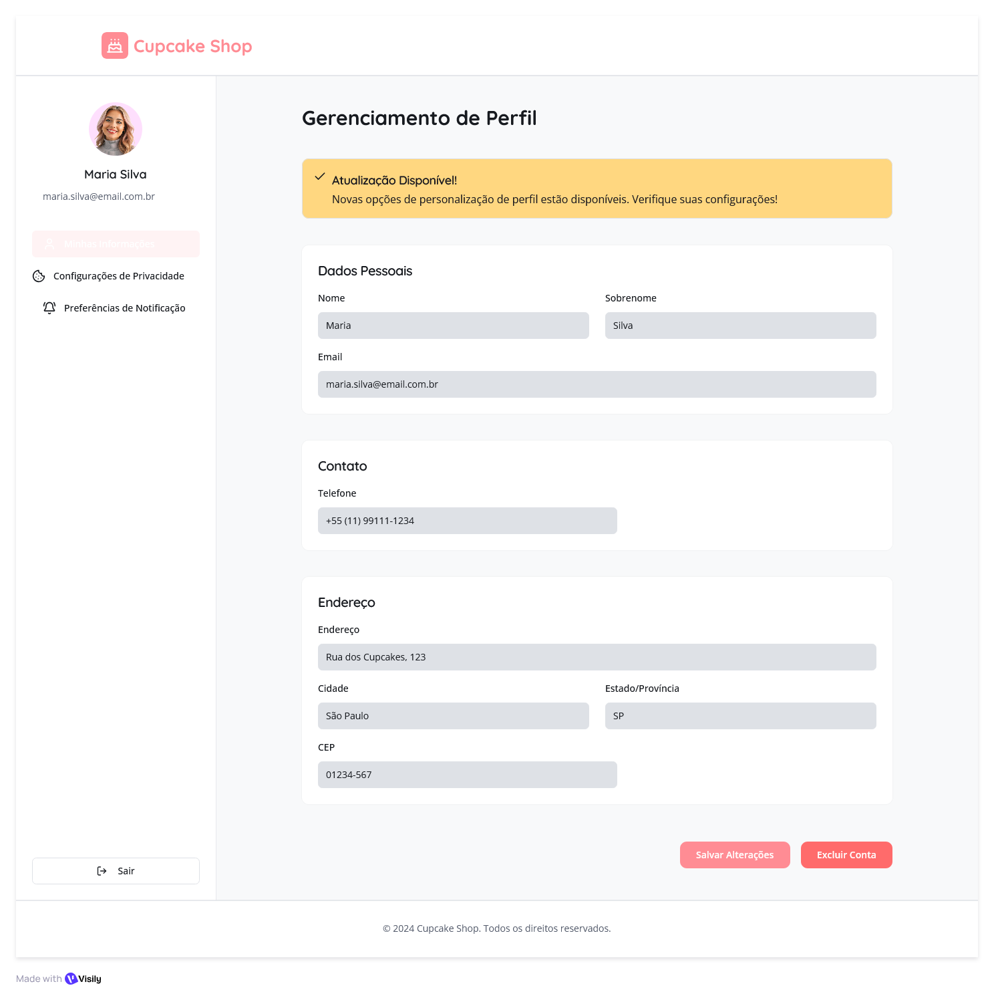 Cupcake Shop
Maria Silva
maria.silva@email.com.br
Minhas Informações
Configurações de Privacidade
Preferências de Notificação
Sair
Gerenciamento de Perfil
Atualização Disponível!
Novas opções de personalização de perfil estão disponíveis. Verifique suas configurações!
Dados Pessoais
Nome
Sobrenome
Maria
Silva
Email
maria.silva@email.com.br
Contato
Telefone
+55 (11) 99111-1234
Endereço
Endereço
Rua dos Cupcakes, 123
Cidade
Estado/Província
São Paulo
SP
CEP
01234-567
Salvar Alterações
Excluir Conta
© 2024 Cupcake Shop. Todos os direitos reservados.
Made with Visily